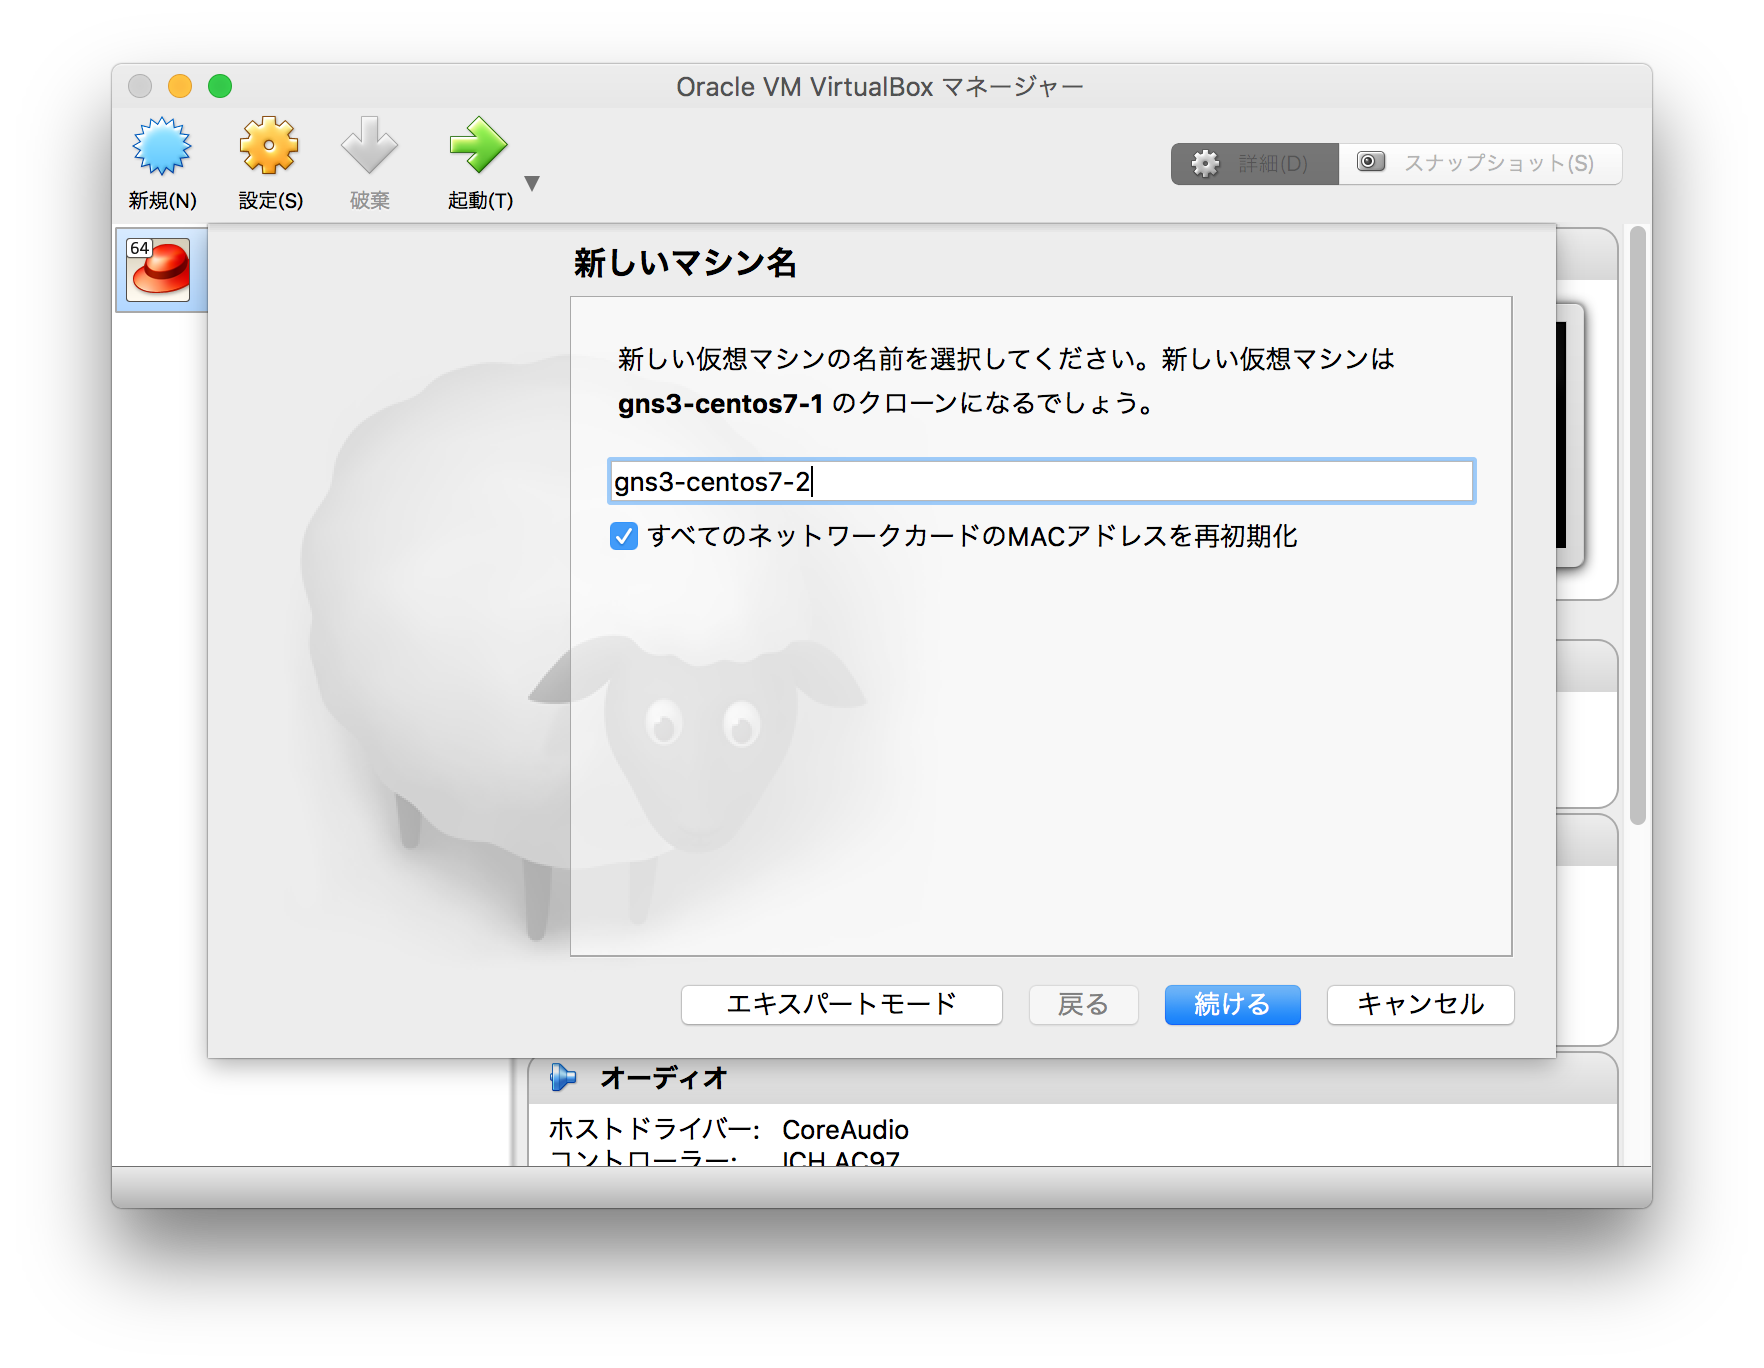 Oracle VM VirtualBox マネージャー
新規(N)
設定(S)
破棄
起動(T)
詳細(D)
スナップショット(S)
64
新しいマシン名
新しい仮想マシンの名前を選択してください。新しい仮想マシンは
gns3-centos7-1 のクローンになるでしょう。
gns3-centos7-2
すべてのネットワークカードのMACアドレスを再初期化
エキスパートモード
戻る
続ける
キャンセル
オーディオ
ホストドライバー: CoreAudio
コントローラー: ICH AC97